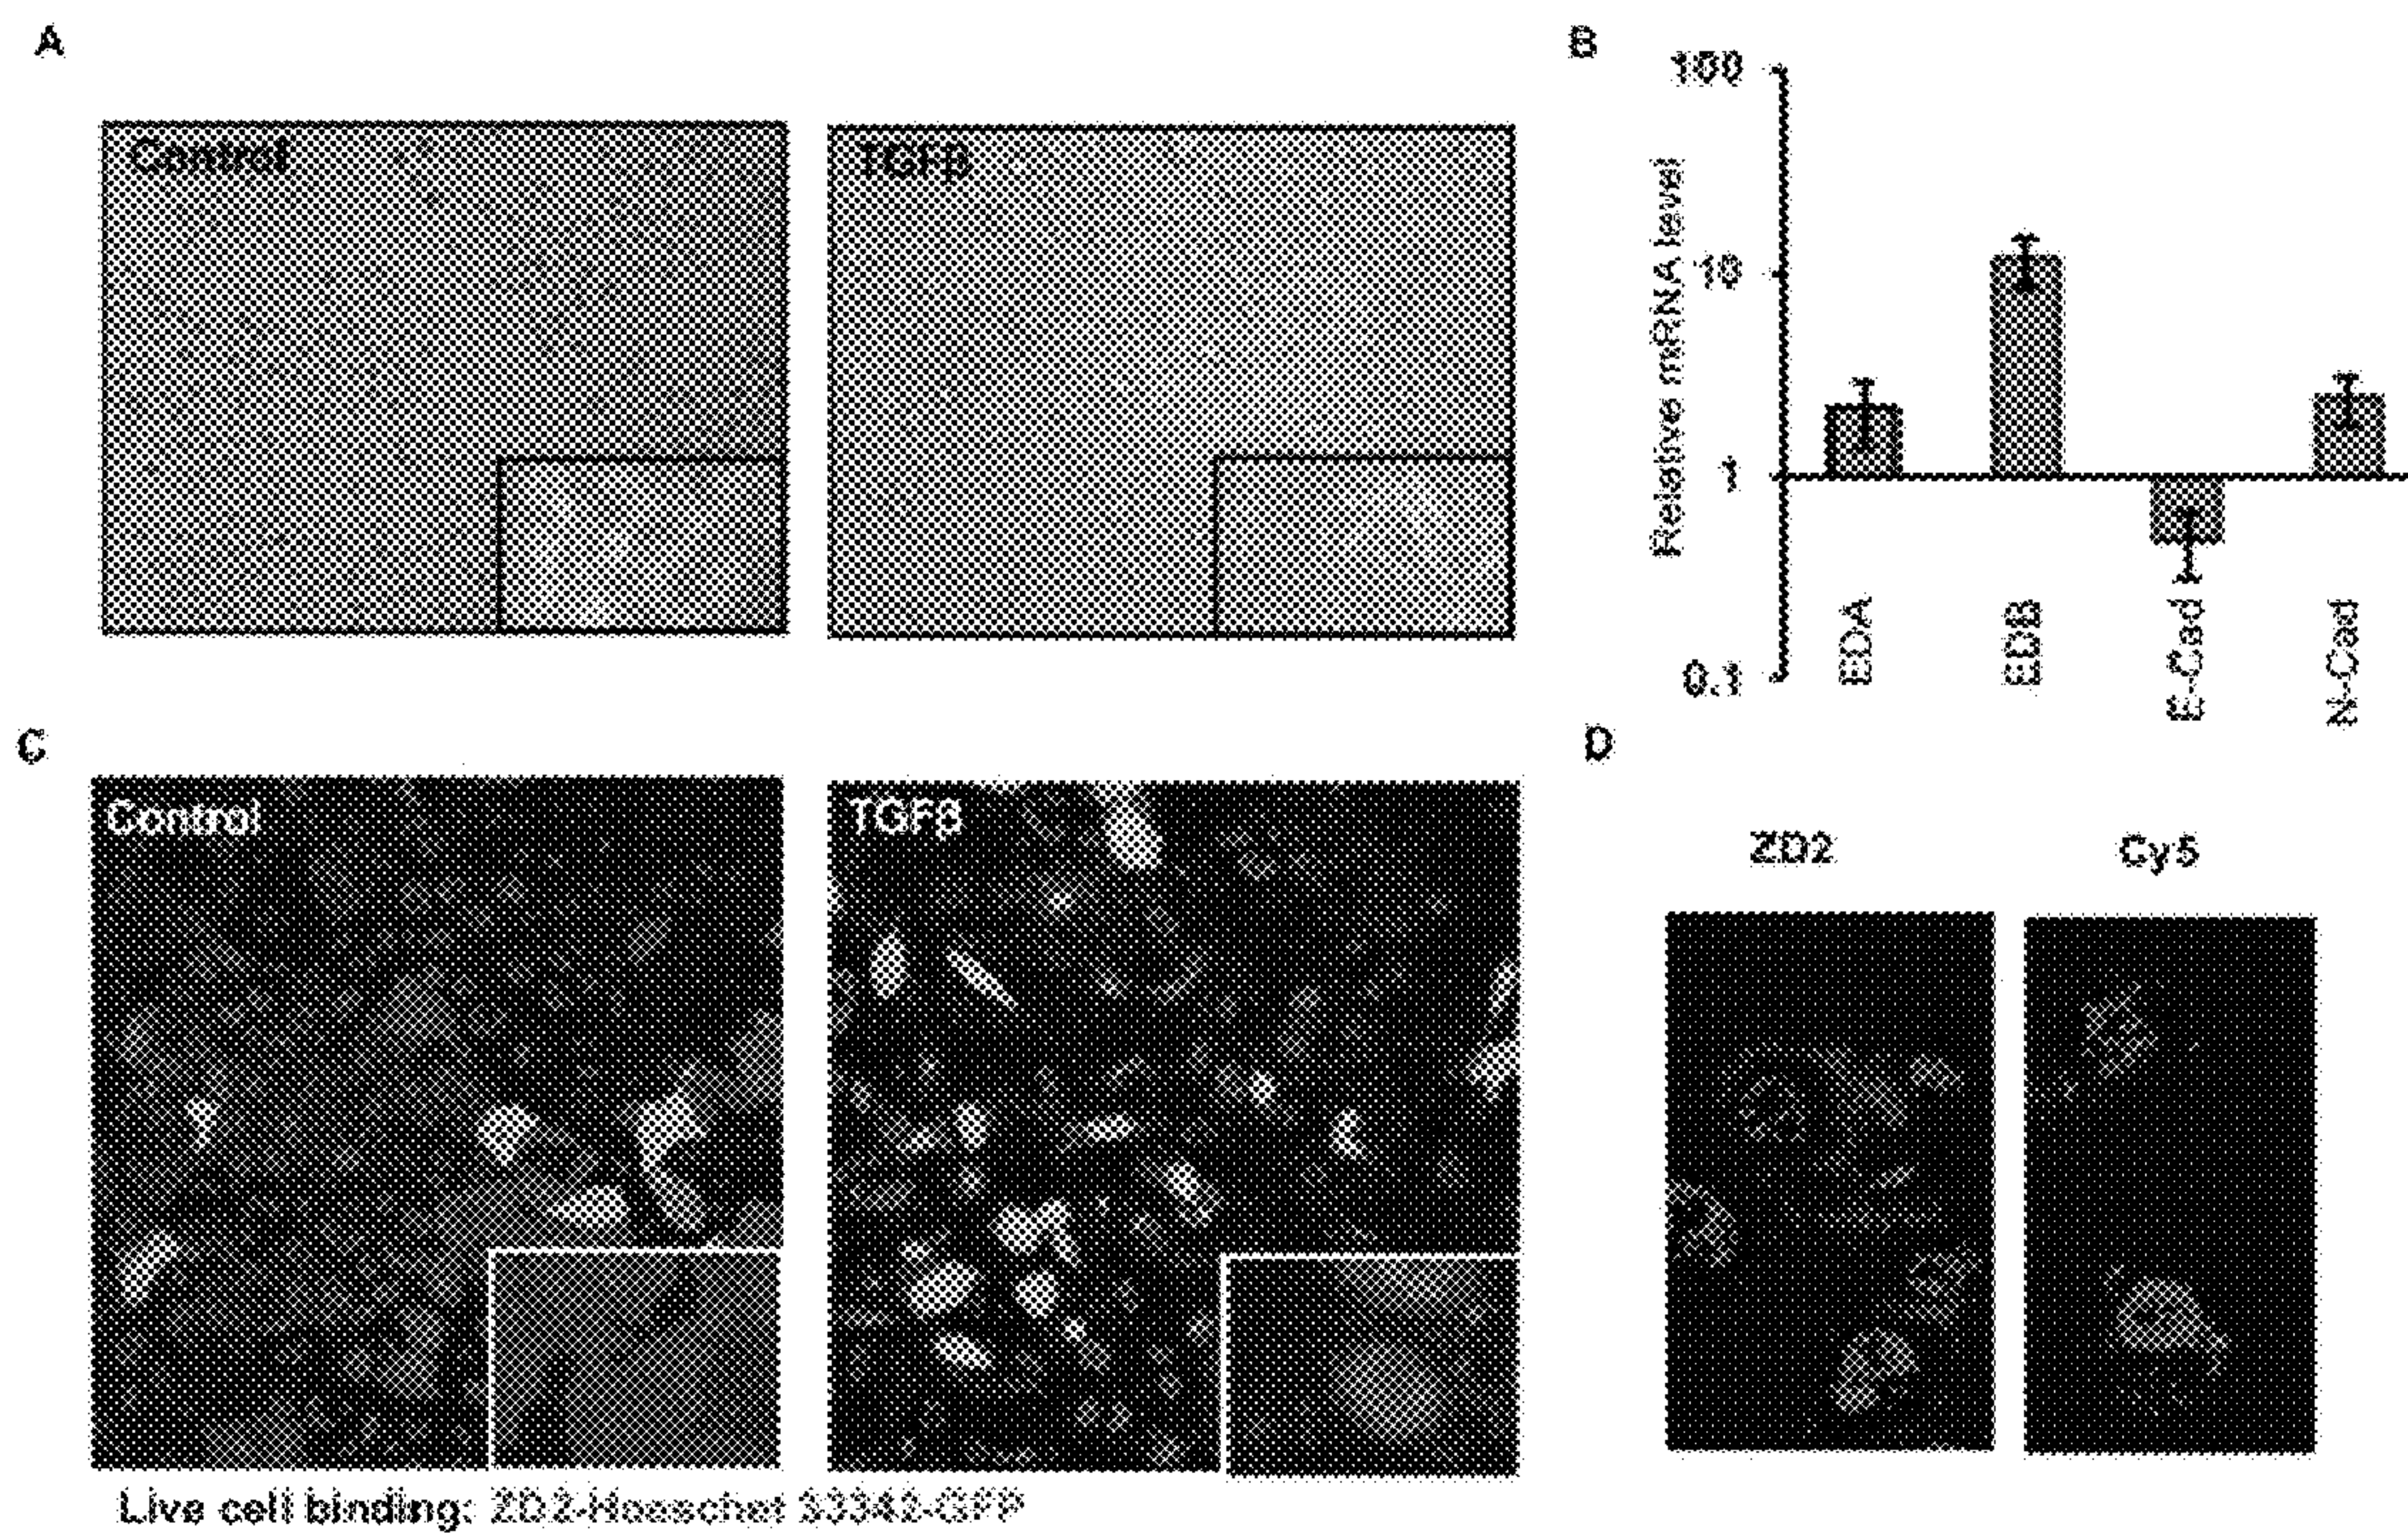 A
B
Control
TGFβ
Relative mRNA level
100
10
1
0.1
EDA
EDB
E-Cad
N-Cad
C
D
Control
TGFβ
ZD2
Cy5
Live cell binding: ZD2-Hoeschet 33342-GFP